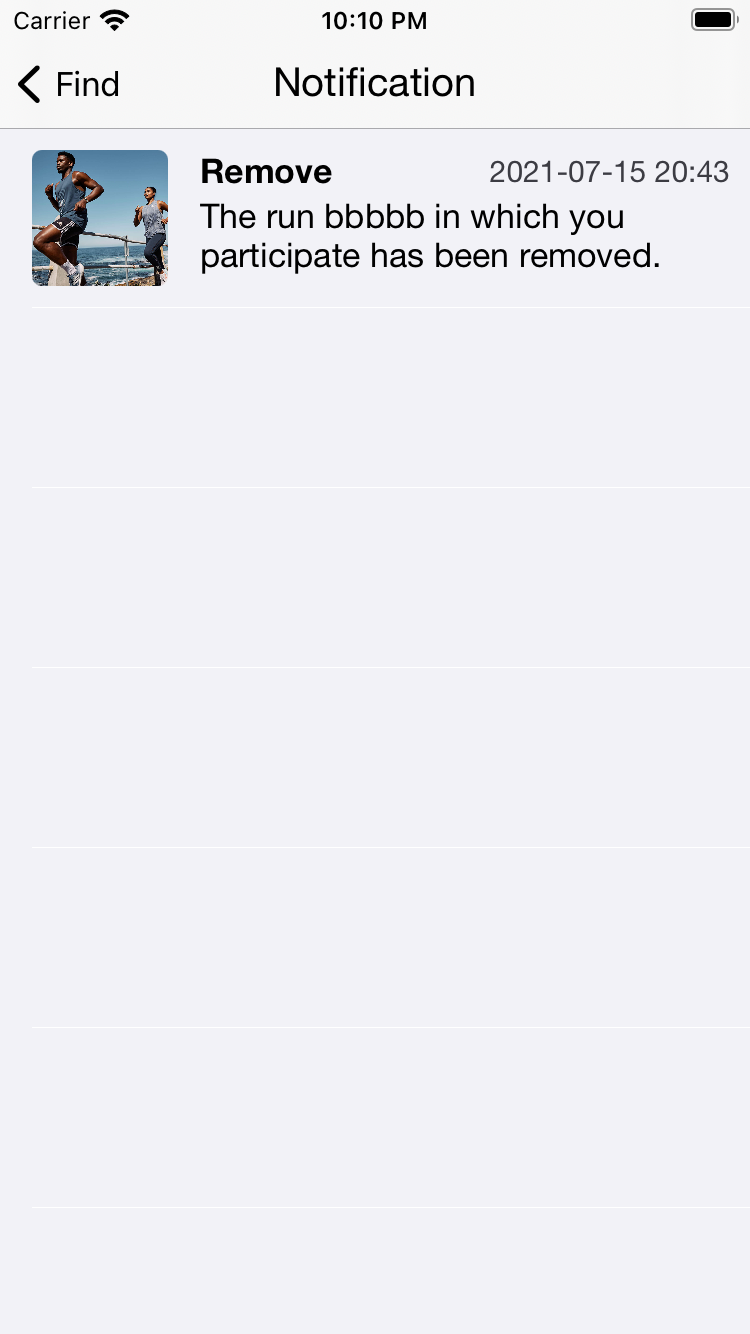 Carrier 10:10 PM
Find Notification
Remove 2021-07-15 20:43
The run bbbbb in which you
participate has been removed.